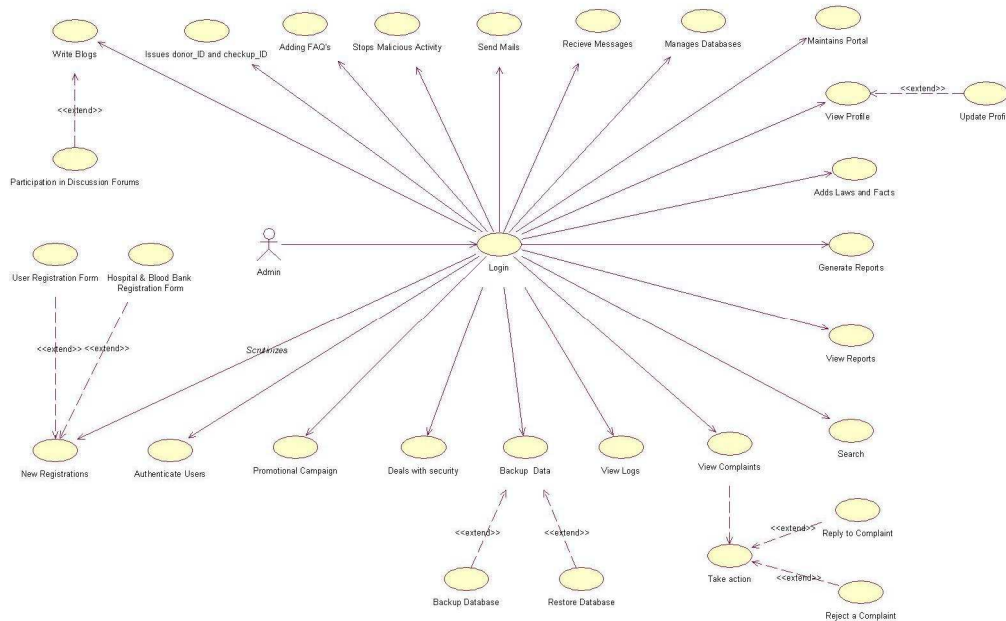 Write Blogs
Issues donor_ID and checkup_ID
Adding FAQ's
Stops Malicious Activity
Send Mails
Recieve Messages
Manages Databases
Maintains Portal
<<extend>>
View Profile
<<extend>>
Update Profi
Participation in Discussion Forums
Adds Laws and Facts
User Registration Form
Hospital & Blood Bank
Registration Form
Admin
Login
Generate Reports
<<extend>>
<<extend>>
Scrutinizes
View Reports
New Registrations
Authenticate Users
Promotional Campaign
Deals with security
Backup Data
View Logs
View Complaints
Search
<<extend>>
<<extend>>
<<extend>>
Reply to Complaint
Take action
<<extend>>
Backup Database
Restore Database
Reject a Complaint